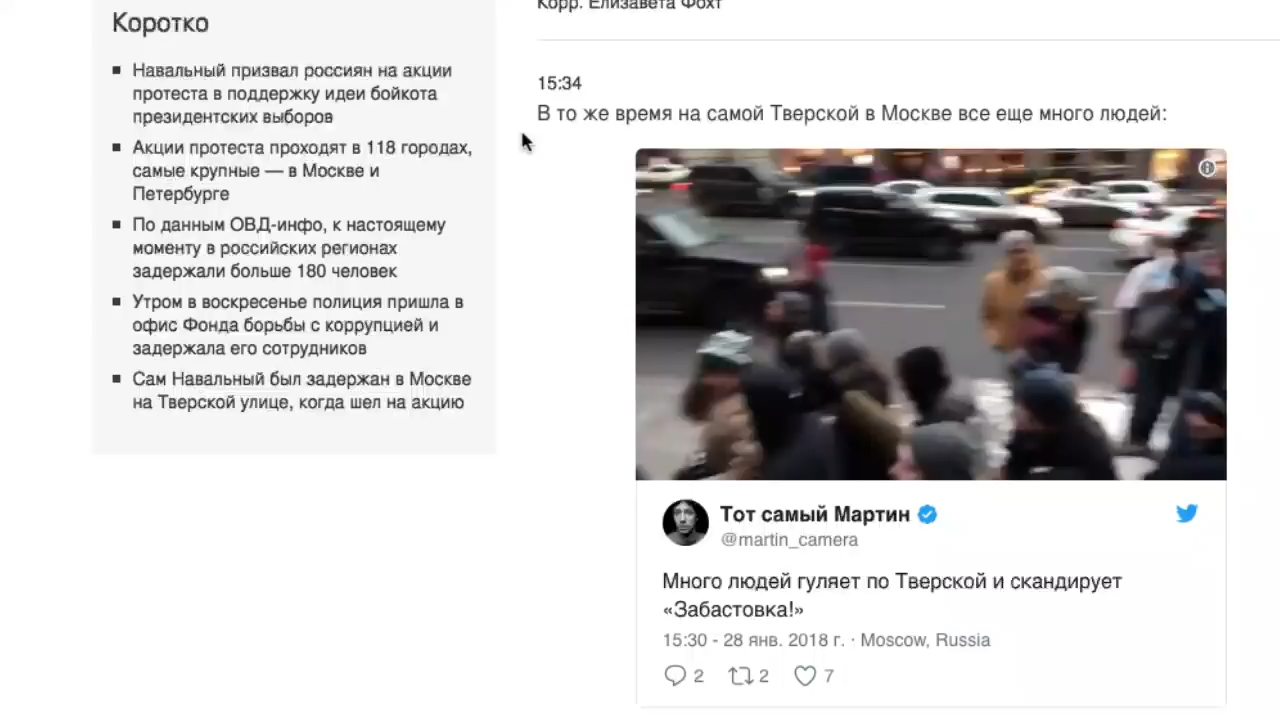 Коротко
Навальный призвал россиян на акции
протеста в поддержку идеи бойкота
президентских выборов
Акции протеста проходят в 118 городах,
самые крупные — в Москве и
Петербурге
По данным ОВД-инфо, к настоящему
моменту в российских регионах
задержали больше 180 человек
Утром в воскресенье полиция пришла в
офис Фонда борьбы с коррупцией и
задержала его сотрудников
Сам Навальный был задержан в Москве
на Тверской улице, когда шел на акцию
Корр. Елизавета Фохт
15:34
В то же время на самой Тверской в Москве все еще много людей:
Тот самый Мартин
@martin_camera
Много людей гуляет по Тверской и скандирует
«Забастовка!»
15:30 - 28 янв. 2018 г. · Moscow, Russia
2 2 7